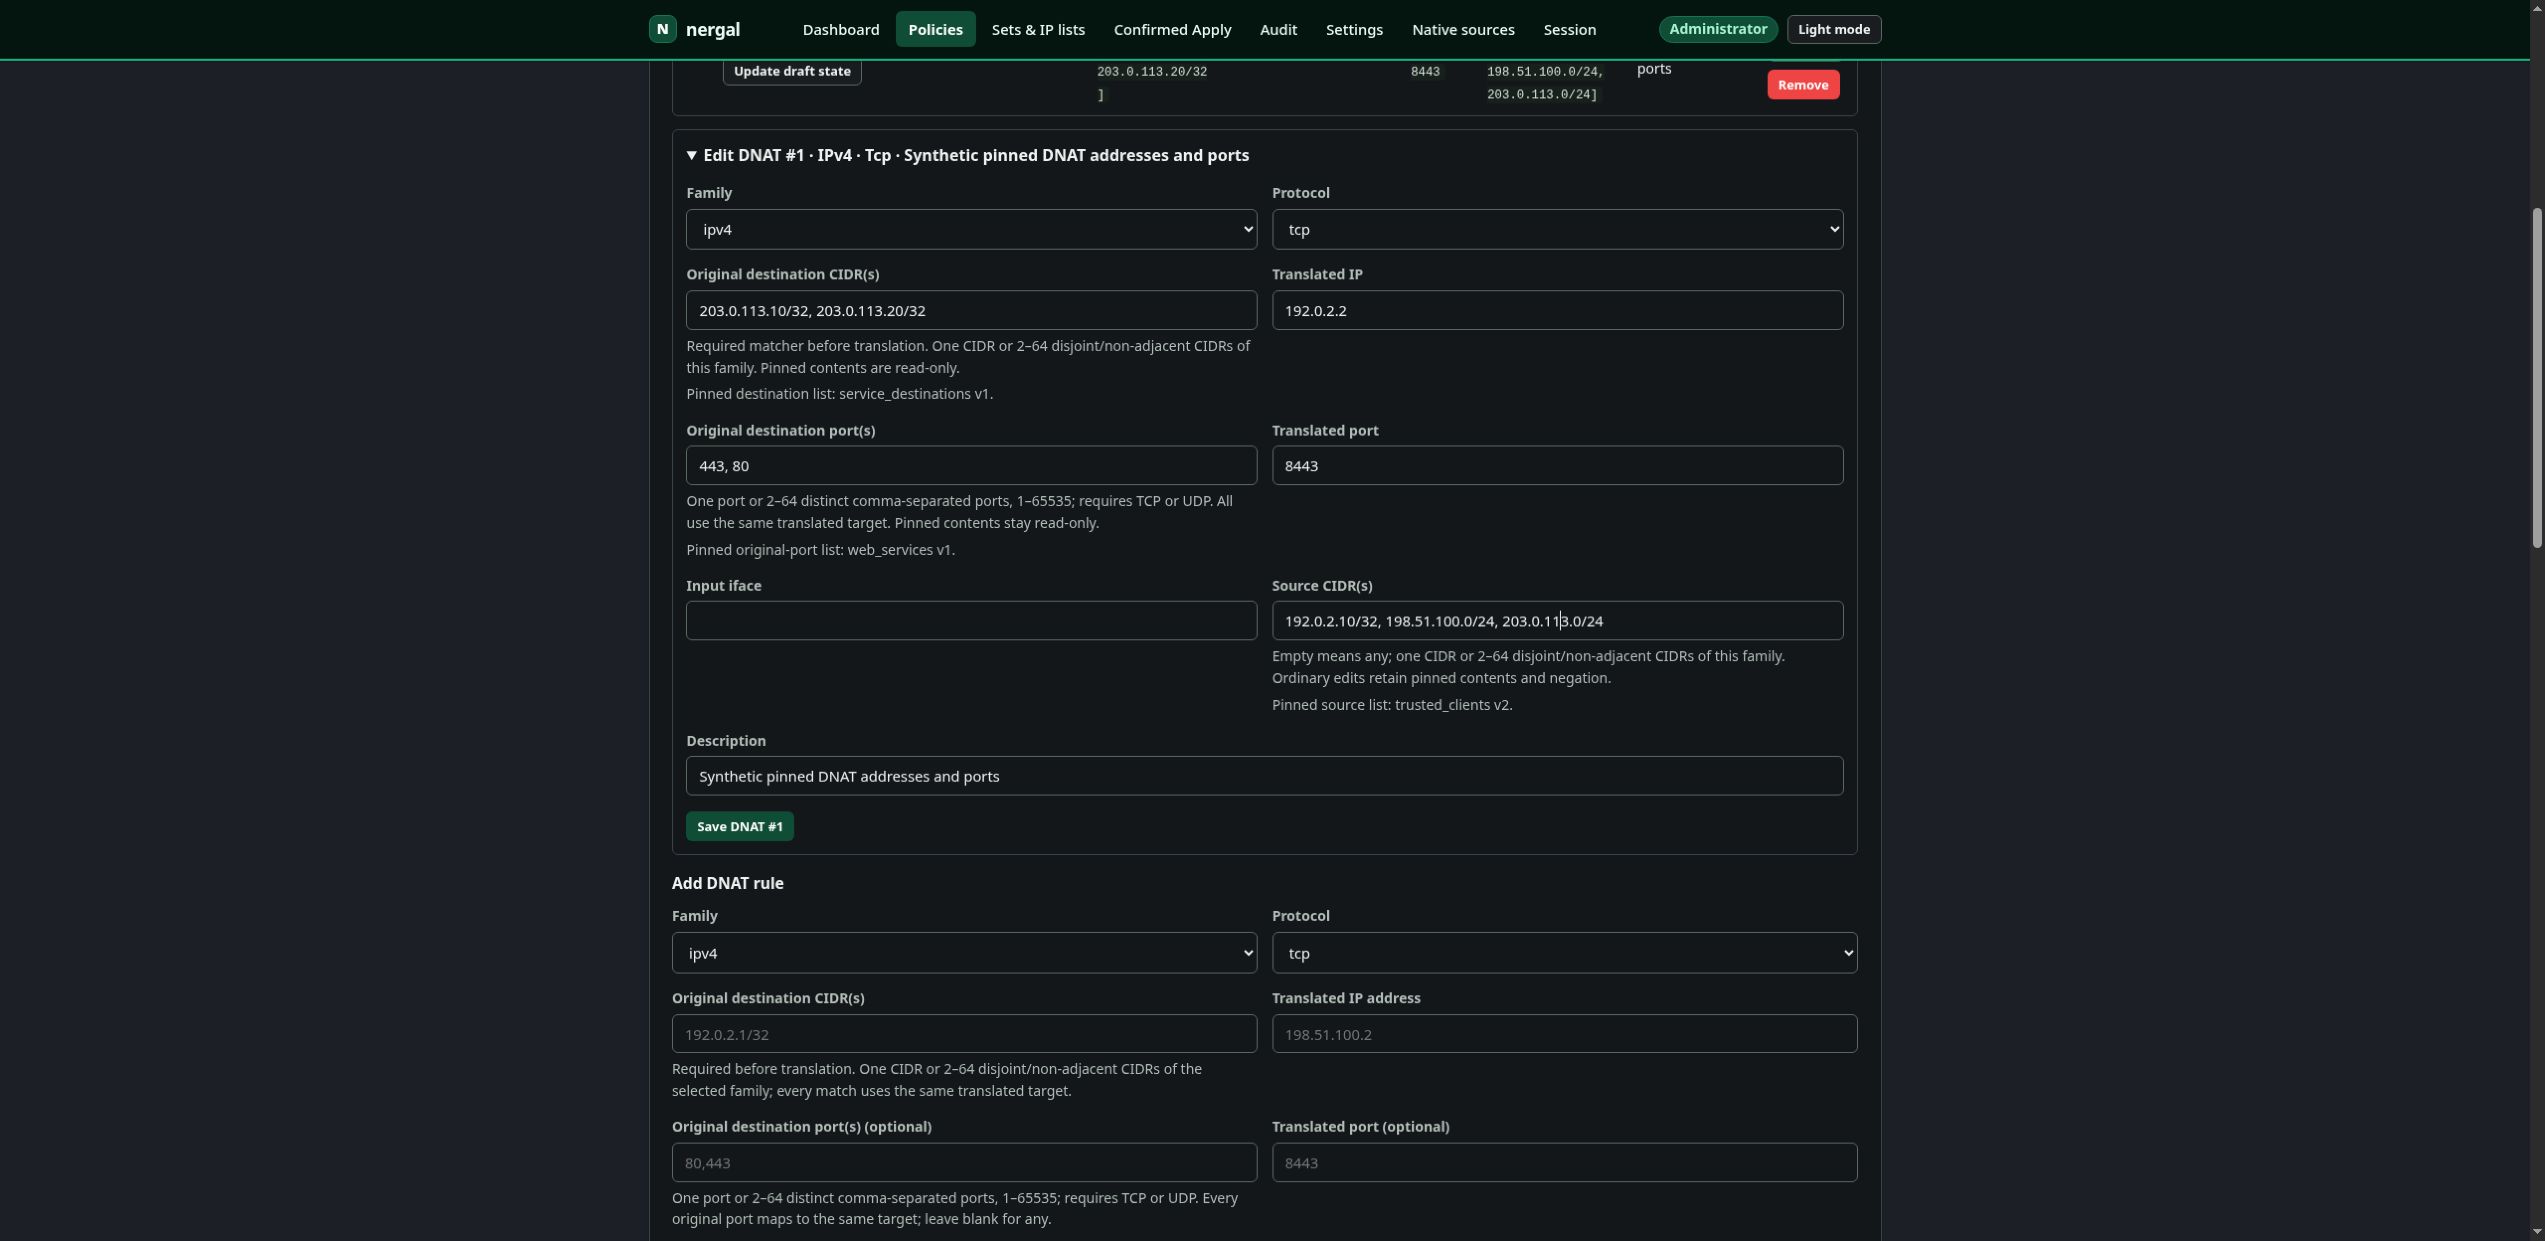 N nergal Dashboard Policies Sets & IP lists Confirmed Apply Audit Settings Native sources Session Administrator Light mode
Update draft state 203.0.113.20/32 8443 198.51.100.0/24, ports
] 203.0.113.0/24] Remove
▼ Edit DNAT #1 · IPv4 · Tcp · Synthetic pinned DNAT addresses and ports
Family Protocol
ipv4 tcp
Original destination CIDR(s) Translated IP
203.0.113.10/32, 203.0.113.20/32 192.0.2.2
Required matcher before translation. One CIDR or 2–64 disjoint/non-adjacent CIDRs of
this family. Pinned contents are read-only.
Pinned destination list: service_destinations v1.
Original destination port(s) Translated port
443, 80 8443
One port or 2–64 distinct comma-separated ports, 1–65535; requires TCP or UDP. All
use the same translated target. Pinned contents stay read-only.
Pinned original-port list: web_services v1.
Input iface Source CIDR(s)
192.0.2.10/32, 198.51.100.0/24, 203.0.113.0/24
Empty means any; one CIDR or 2–64 disjoint/non-adjacent CIDRs of this family.
Ordinary edits retain pinned contents and negation.
Pinned source list: trusted_clients v2.
Description
Synthetic pinned DNAT addresses and ports
Save DNAT #1
Add DNAT rule
Family Protocol
ipv4 tcp
Original destination CIDR(s) Translated IP address
192.0.2.1/32 198.51.100.2
Required before translation. One CIDR or 2–64 disjoint/non-adjacent CIDRs of the
selected family; every match uses the same translated target.
Original destination port(s) (optional) Translated port (optional)
80,443 8443
One port or 2–64 distinct comma-separated ports, 1–65535; requires TCP or UDP. Every
original port maps to the same target; leave blank for any.